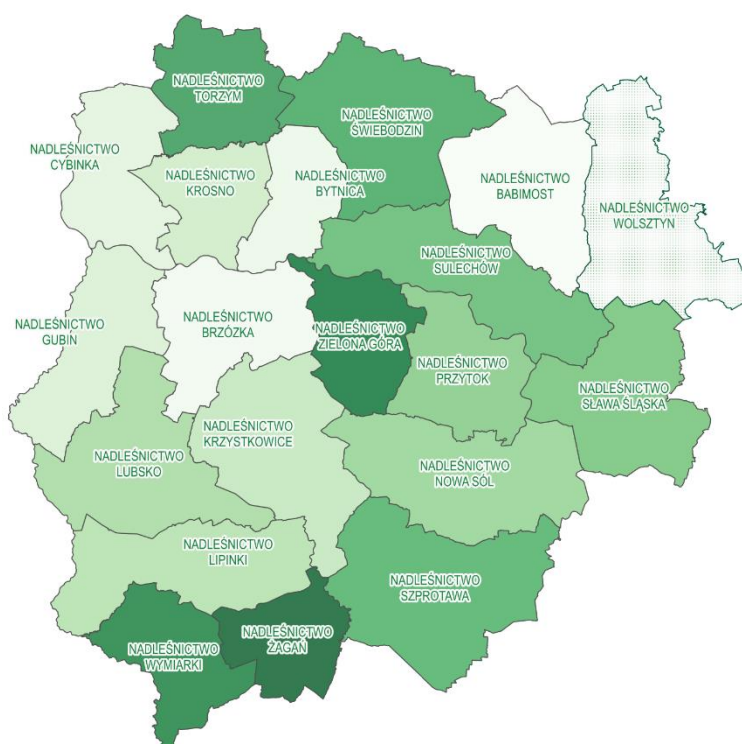 NADLEŚNICTWO
TORZYM
NADLEŚNICTWO
ŚWIEBODZIN
NADLEŚNICTWO
CYBINKA
NADLEŚNICTWO
KROSNO
NADLEŚNICTWO
BYTNICA
NADLEŚNICTWO
BABIMOST
NADLEŚNICTWO
WOLSZTYN
NADLEŚNICTWO
SULECHÓW
NADLEŚNICTWO
GUBIN
NADLEŚNICTWO
BRZÓZKA
NADLEŚNICTWO
ZIELONA GÓRA
NADLEŚNICTWO
PRZYTOK
NADLEŚNICTWO
SŁAWA ŚLĄSKA
NADLEŚNICTWO
KRZYSTKOWICE
NADLEŚNICTWO
LUBSKO
NADLEŚNICTWO
NOWA SÓL
NADLEŚNICTWO
LIPINKI
NADLEŚNICTWO
SZPROTAWA
NADLEŚNICTWO
WYMIARKI
NADLEŚNICTWO
ŻAGAŃ